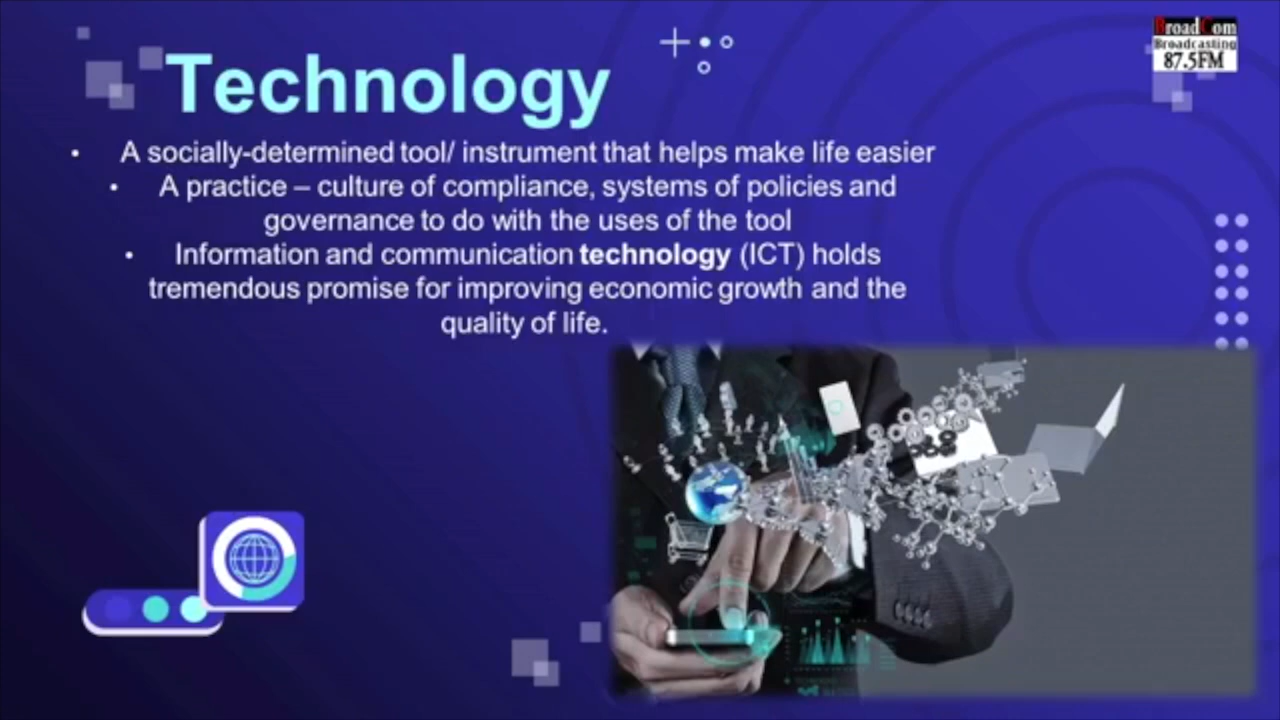 Technology
BroadCom
Broadcasting
87.5FM
• A socially-determined tool/ instrument that helps make life easier
• A practice – culture of compliance, systems of policies and
governance to do with the uses of the tool
• Information and communication technology (ICT) holds
tremendous promise for improving economic growth and the
quality of life.